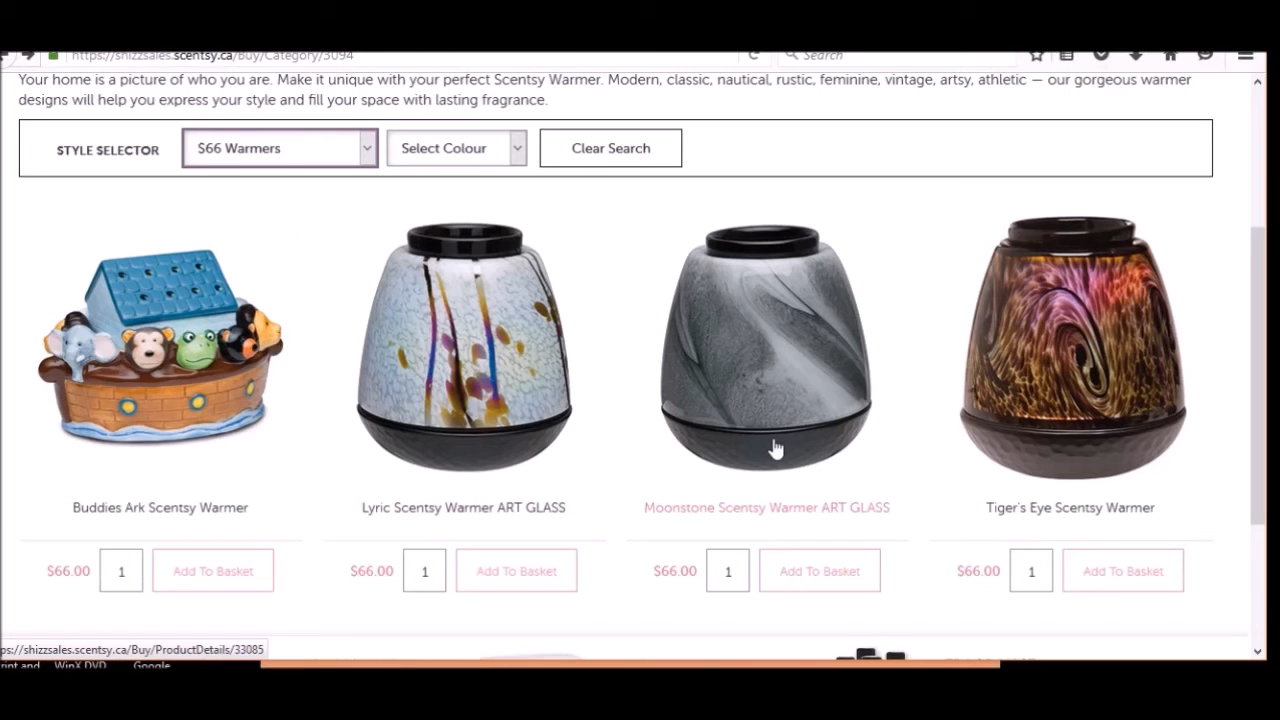 https://shizzsales.scentsy.ca/Buy/Category/3094
Search
Your home is a picture of who you are. Make it unique with your perfect Scentsy Warmer. Modern, classic, nautical, rustic, feminine, vintage, artsy, athletic — our gorgeous warmer
designs will help you express your style and fill your space with lasting fragrance.
STYLE SELECTOR
$66 Warmers
Select Colour
Clear Search
Buddies Ark Scentsy Warmer
Lyric Scentsy Warmer ART GLASS
Moonstone Scentsy Warmer ART GLASS
Tiger's Eye Scentsy Warmer
$66.00 1 Add To Basket
$66.00 1 Add To Basket
$66.00 1 Add To Basket
$66.00 1 Add To Basket
ps://shizzsales.scentsy.ca/Buy/ProductDetails/33085
rint and WinX DVD Google